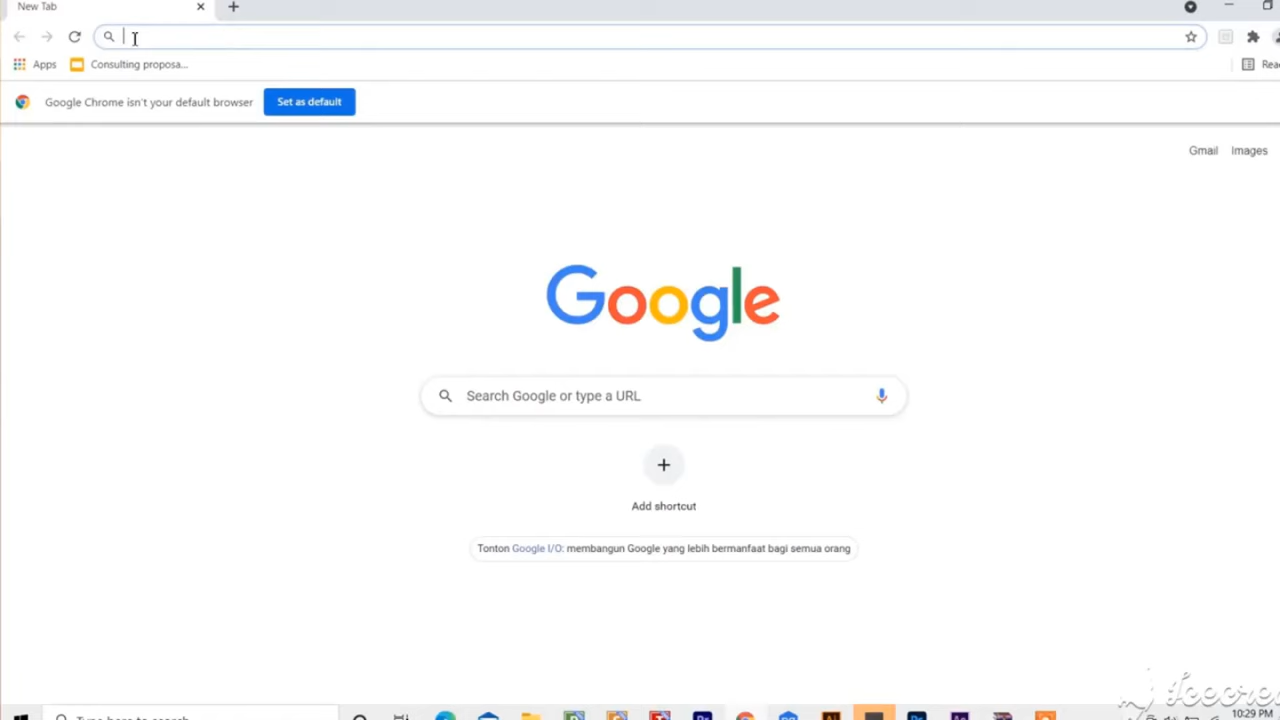 New Tab
Apps
Consulting proposa...
Google Chrome isn't your default browser
Set as default
Gmail Images
Google
Search Google or type a URL
Add shortcut
Tonton Google I/O: membangun Google yang lebih bermanfaat bagi semua orang
Type here to search
10:29 PM